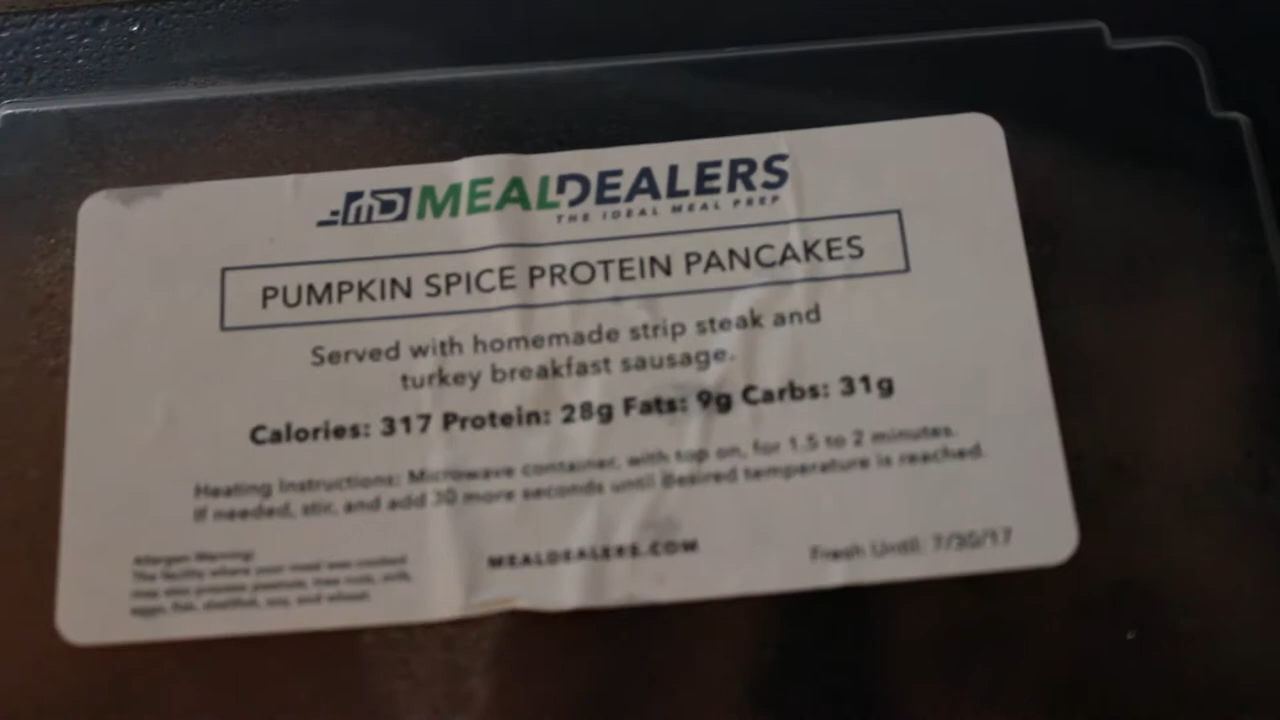 MD MEALDEALERS
THE IDEAL MEAL PREP
PUMPKIN SPICE PROTEIN PANCAKES
Served with homemade strip steak and
turkey breakfast sausage.
Calories: 317 Protein: 28g Fats: 9g Carbs: 31g
Heating Instructions: Microwave container, with top on, for 1.5 to 2 minutes.
If needed, stir, and add 30 more seconds until desired temperature is reached.
Allergen Warning:
The facility where your meal was cooked
may also process peanuts, tree nuts, milk,
eggs, fish, shellfish, soy, and wheat.
MEALDEALERS.COM
Fresh Until: 7/30/17